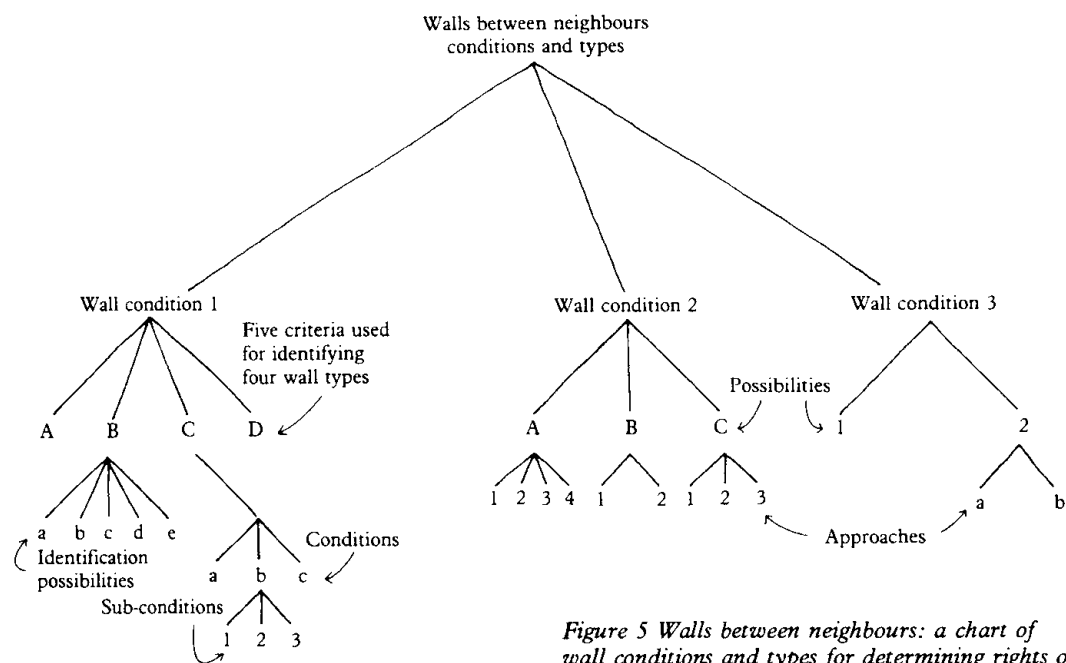 Walls between neighbours
conditions and types
Wall condition 1
Wall condition 2
Wall condition 3
Five criteria used
for identifying
four wall types
Possibilities
A B C D
A B C
1 2
a b c d e
1 2 3 4 1 2 1 2 3
a b
Identification
possibilities
Conditions
Approaches
a b c
Sub-conditions
1 2 3
Figure 5 Walls between neighbours: a chart of
wall conditions and types for determining rights o